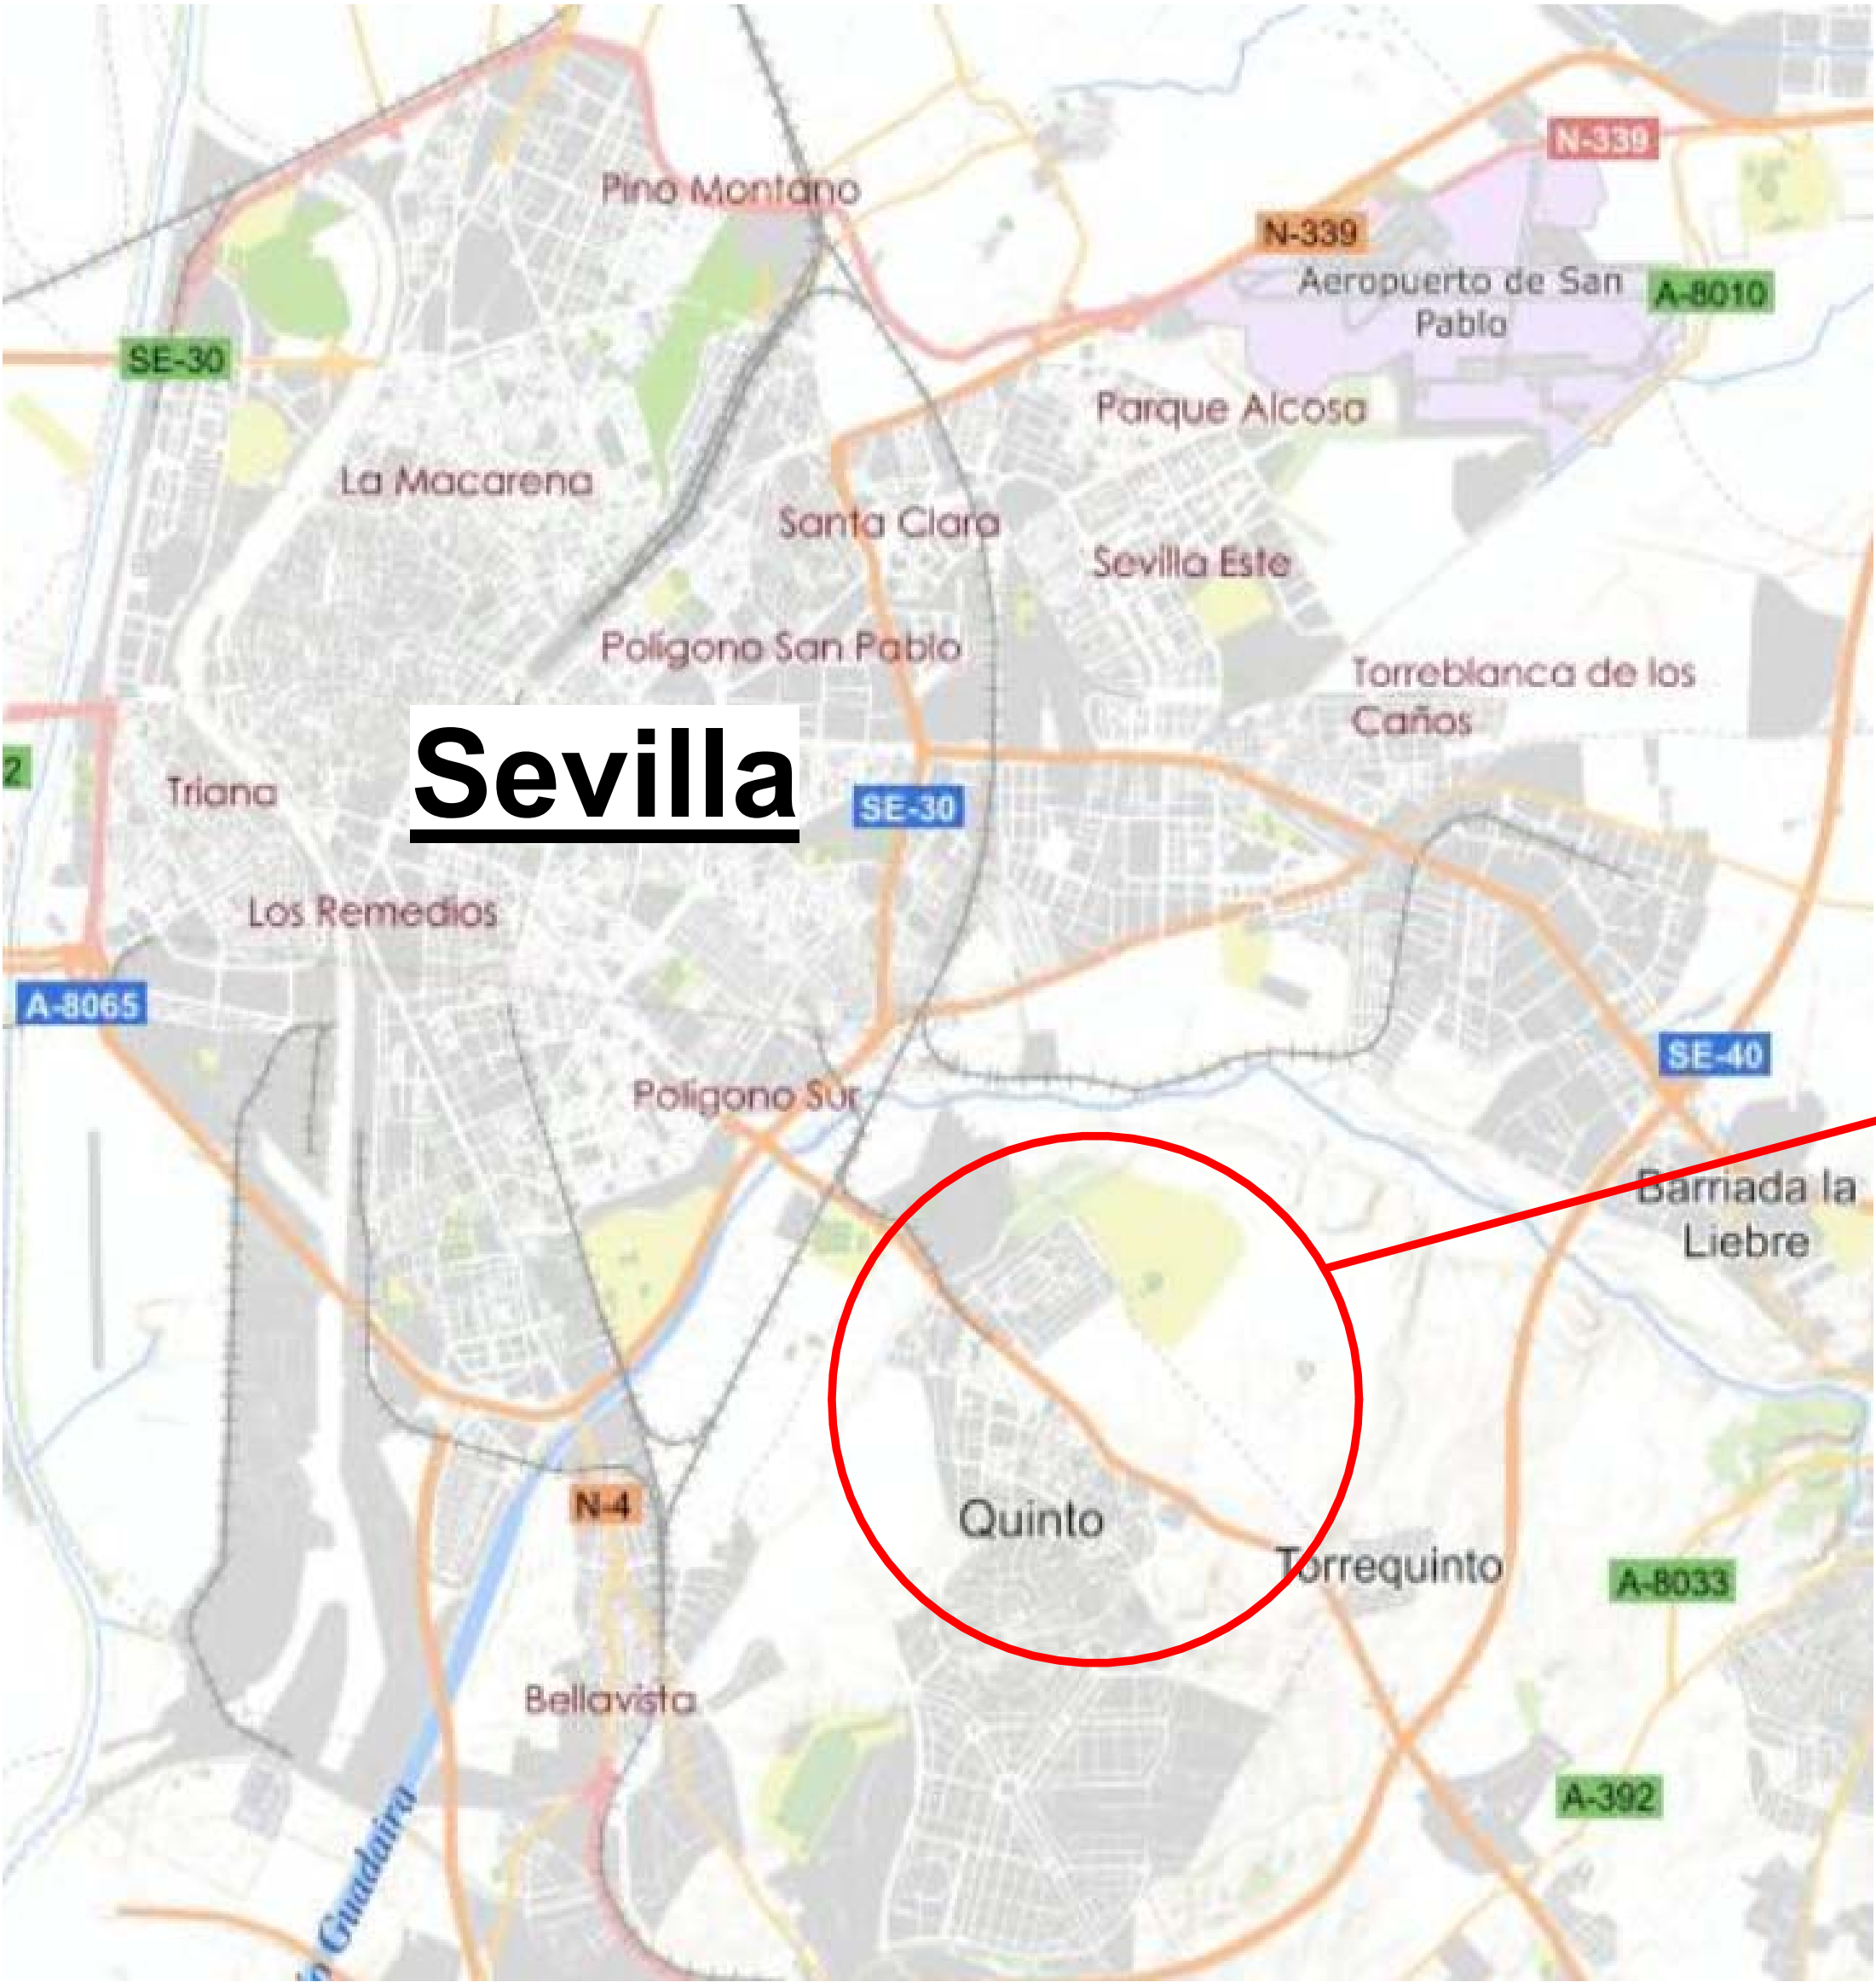 N-339
Pino Montano
N-339
Aeropuerto de San
Pablo
A-8010
SE-30
Parque Alcosa
La Macarena
Santa Clara
Sevilla Este
Polígono San Pablo
Torreblanca de los
Caños
Sevilla
2
Triana
SE-30
Los Remedios
A-8065
SE-40
Polígono Sur
Barriada la
Liebre
N-4
Quinto
Torrequinto
A-8033
Bellavista
A-392
Guadaira